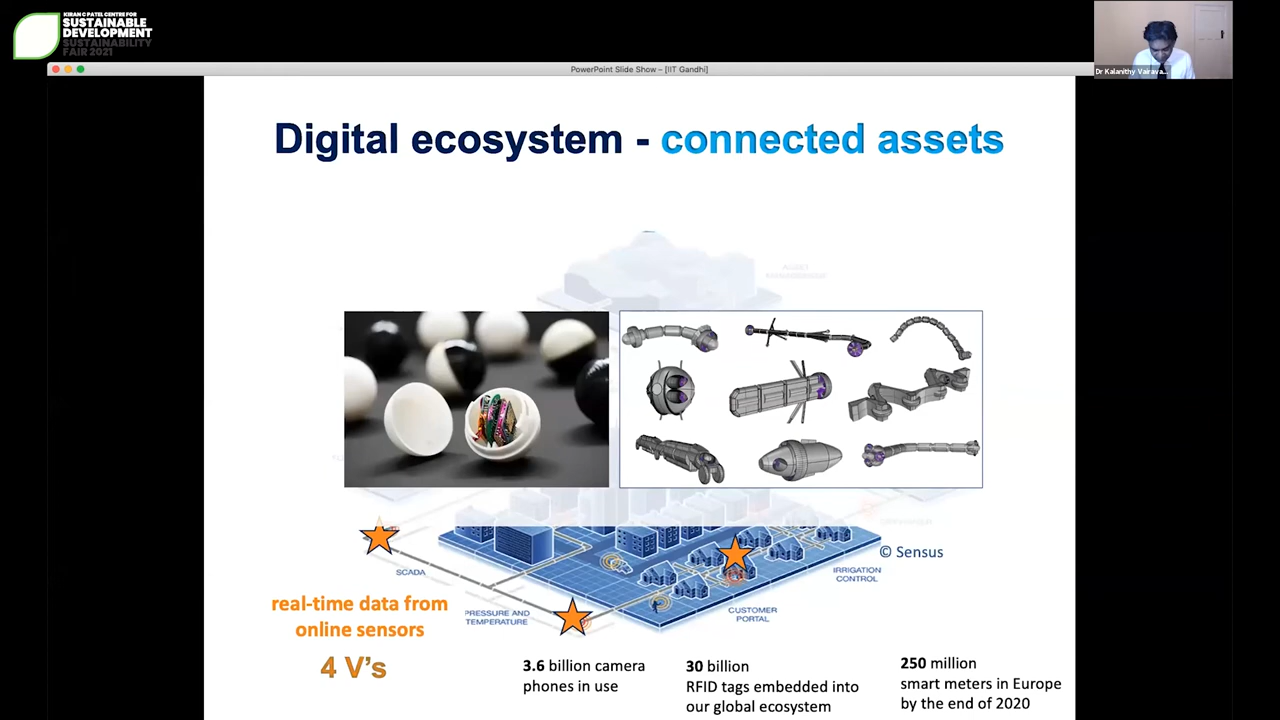 KIRAN C PATEL CENTRE FOR
SUSTAINABLE
DEVELOPMENT
SUSTAINABILITY
FAIR 2021
Dr Kalanithy Vairava...
PowerPoint Slide Show – [IIT Gandhi]
Digital ecosystem - connected assets
© Sensus
SCADA
IRRIGATION
CONTROL
PRESSURE AND
TEMPERATURE
CUSTOMER
PORTAL
real-time data from
online sensors
4 V's
3.6 billion camera
phones in use
30 billion
RFID tags embedded into
our global ecosystem
250 million
smart meters in Europe
by the end of 2020